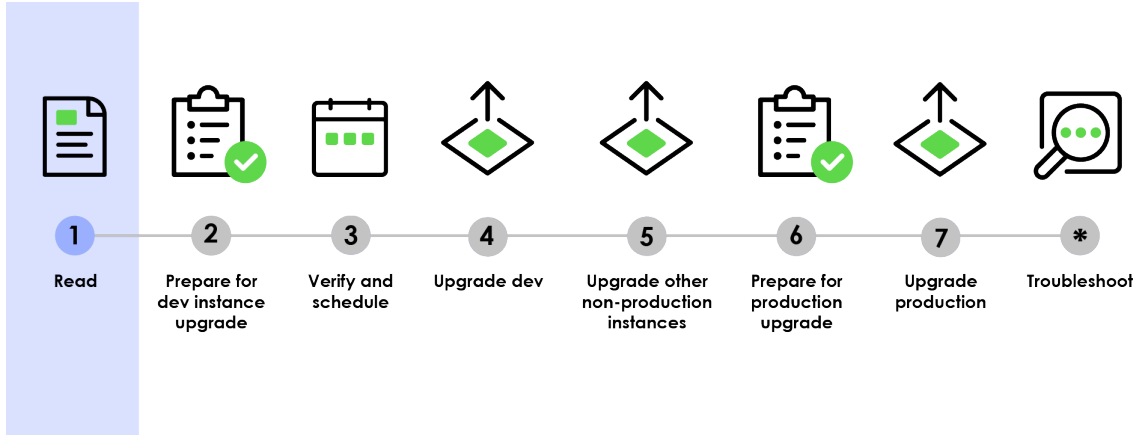 1
2
3
4
5
6
7
*
Read
Prepare for
dev instance
upgrade
Verify and
schedule
Upgrade dev
Upgrade other
non-production
instances
Prepare for
production
upgrade
Upgrade
production
Troubleshoot